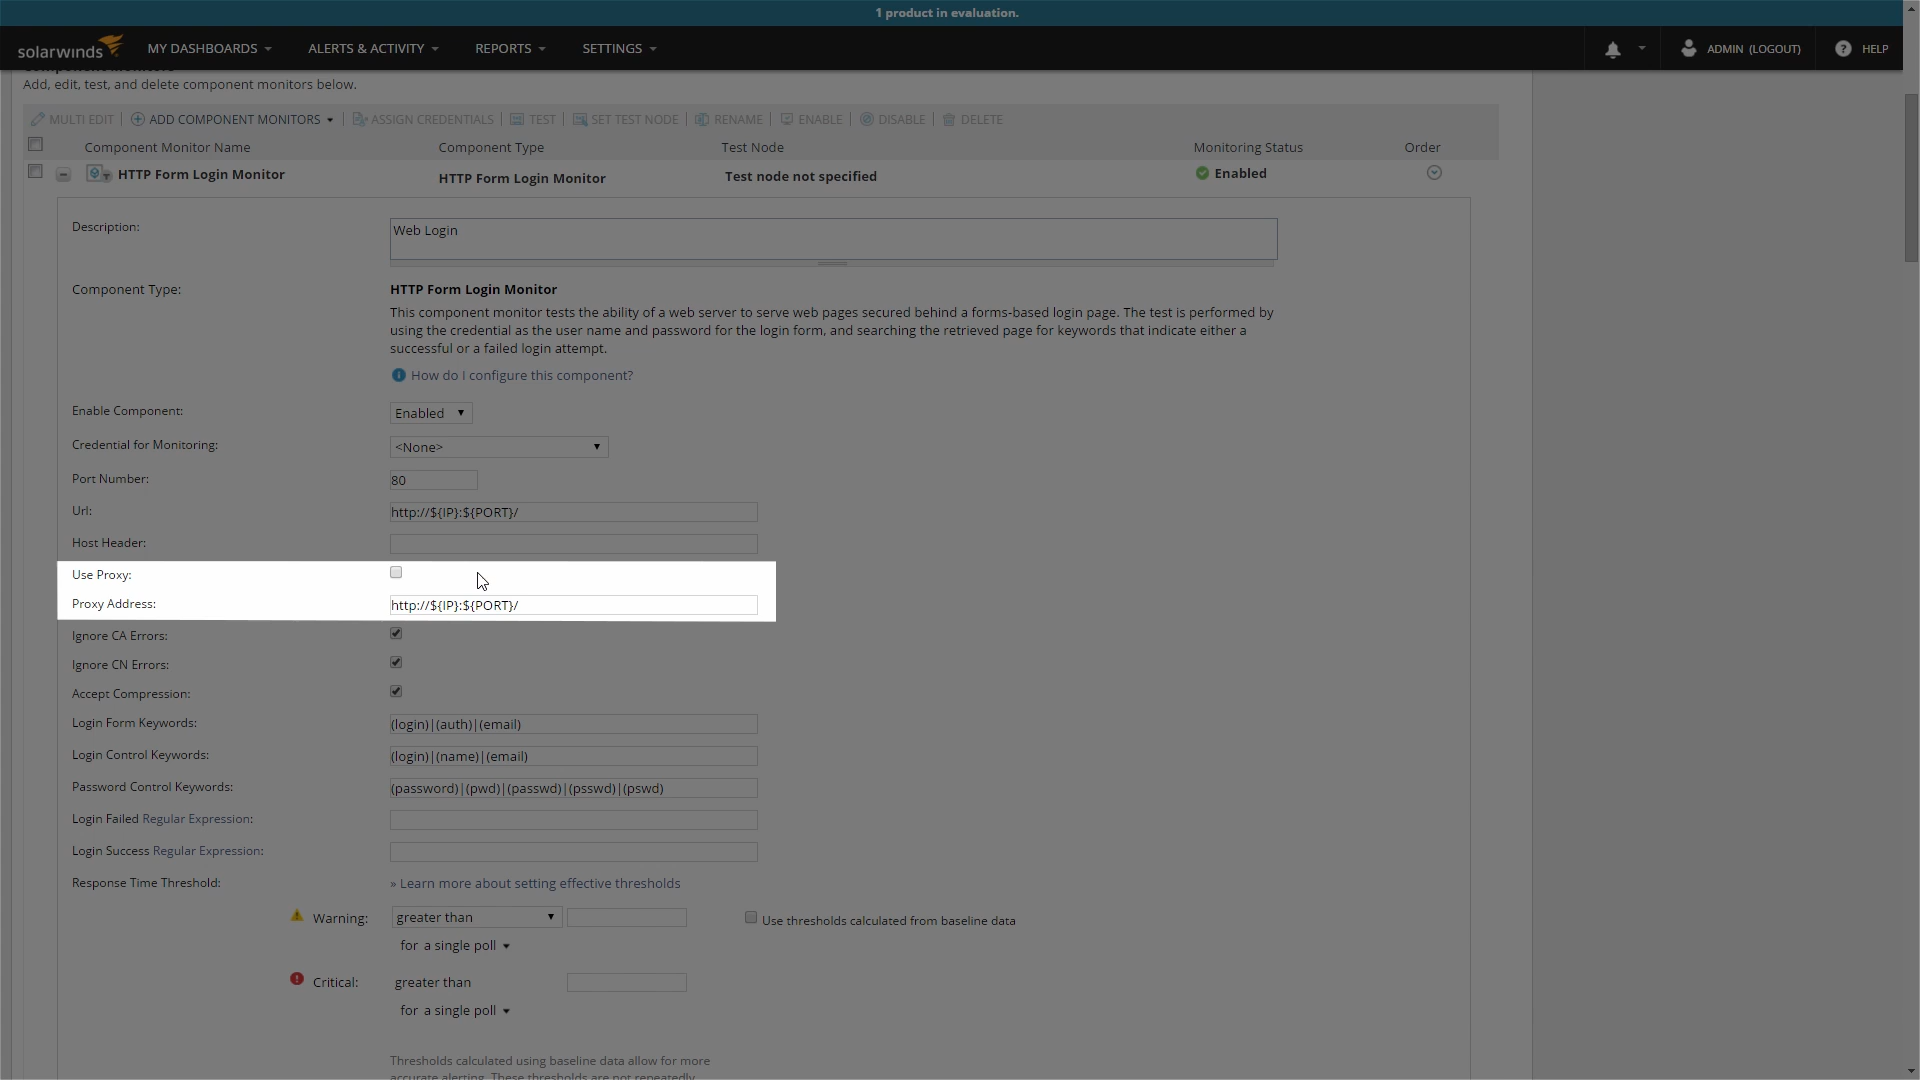 1 product in evaluation.
solarwinds MY DASHBOARDS ALERTS & ACTIVITY REPORTS SETTINGS ADMIN (LOGOUT) ? HELP
Add, edit, test, and delete component monitors below.
MULTI EDIT ADD COMPONENT MONITORS ASSIGN CREDENTIALS TEST SET TEST NODE RENAME ENABLE DISABLE DELETE
Component Monitor Name Component Type Test Node Monitoring Status Order
HTTP Form Login Monitor HTTP Form Login Monitor Test node not specified Enabled
Description: Web Login
Component Type: HTTP Form Login Monitor
This component monitor tests the ability of a web server to serve web pages secured behind a forms-based login page. The test is performed by
using the credential as the user name and password for the login form, and searching the retrieved page for keywords that indicate either a
successful or a failed login attempt.
How do I configure this component?
Enable Component: Enabled
Credential for Monitoring: <None>
Port Number: 80
Url: http://${IP}:${PORT}/
Host Header:
Use Proxy:
Proxy Address: http://${IP}:${PORT}/
Ignore CA Errors:
Ignore CN Errors:
Accept Compression:
Login Form Keywords: (login)|(auth)|(email)
Login Control Keywords: (login)|(name)|(email)
Password Control Keywords: (password)|(pwd)|(passwd)|(psswd)|(pswd)
Login Failed Regular Expression:
Login Success Regular Expression:
Response Time Threshold: » Learn more about setting effective thresholds
Warning: greater than Use thresholds calculated from baseline data
for a single poll
Critical: greater than
for a single poll
Thresholds calculated using baseline data allow for more
accurate alerting. These thresholds are not repeatedly